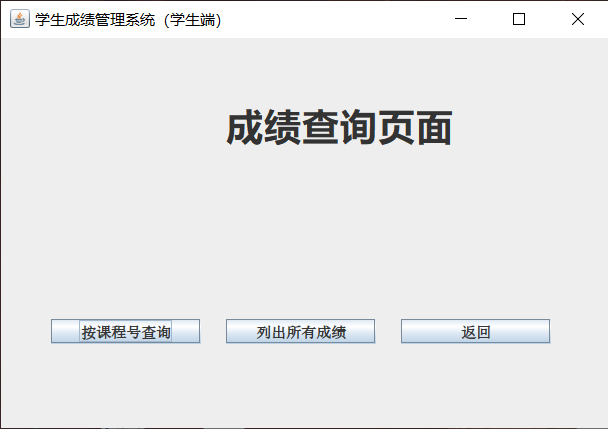 学生成绩管理系统（学生端）
成绩查询页面
按课程号查询
列出所有成绩
返回